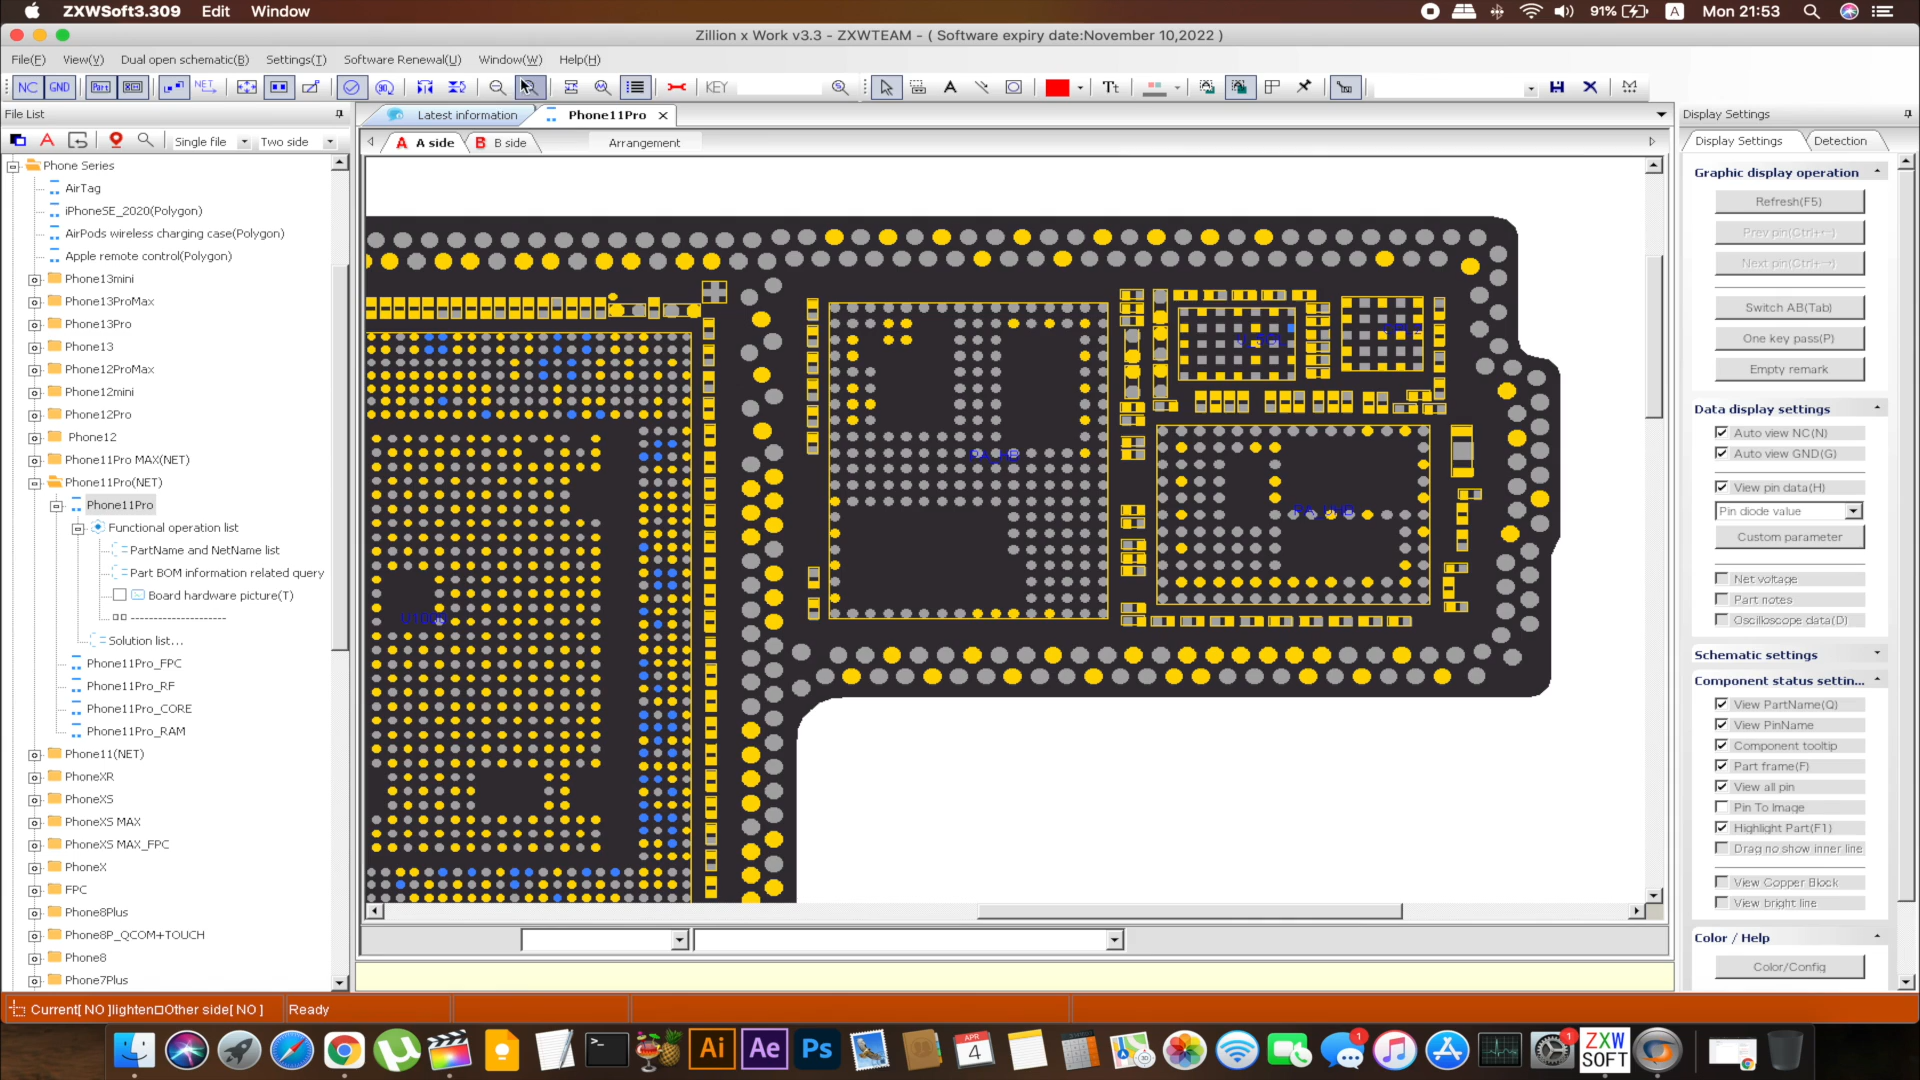 ZXWSoft3.309 Edit Window 91% A Mon 21:53
Zillion x Work v3.3 - ZXWTEAM - ( Software expiry date:November 10,2022 )
File(F) View(V) Dual open schematic(B) Settings(T) Software Renewal(U) Window(W) Help(H)
NC GND Part NET KEY A Tt
File List
Latest information Phone11Pro
Display Settings
Single file Two side
A A side B B side Arrangement
Display Settings Detection
Phone Series
AirTag
iPhoneSE_2020(Polygon)
AirPods wireless charging case(Polygon)
Apple remote control(Polygon)
Phone13mini
Phone13ProMax
Phone13Pro
Phone13
Phone12ProMax
Phone12mini
Phone12Pro
Phone12
Phone11Pro MAX(NET)
Phone11Pro(NET)
Phone11Pro
Functional operation list
PartName and NetName list
Part BOM information related query
Board hardware picture(T)
Solution list...
Phone11Pro_FPC
Phone11Pro_RF
Phone11Pro_CORE
Phone11Pro_RAM
Phone11(NET)
PhoneXR
PhoneXS
PhoneXS MAX
PhoneXS MAX_FPC
PhoneX
FPC
Phone8Plus
Phone8P_QCOM+TOUCH
Phone8
Phone7Plus
Graphic display operation
Refresh(F5)
Prev pin(Ctrl+←)
Next pin(Ctrl+→)
Switch AB(Tab)
One key pass(P)
Empty remark
Data display settings
Auto view NC(N)
Auto view GND(G)
View pin data(H)
Pin diode value
Custom parameter
Net voltage
Part notes
Oscilloscope data(D)
Schematic settings
Component status settin...
View PartName(Q)
View PinName
Component tooltip
Part frame(F)
View all pin
Pin To Image
Highlight Part(F1)
Drag no show inner line
View Copper Block
View bright line
Color / Help
Color/Config
Current[ NO ]lighten□Other side[ NO ] Ready
Ai Ae Ps APR 4 1 1 ZXW SOFT